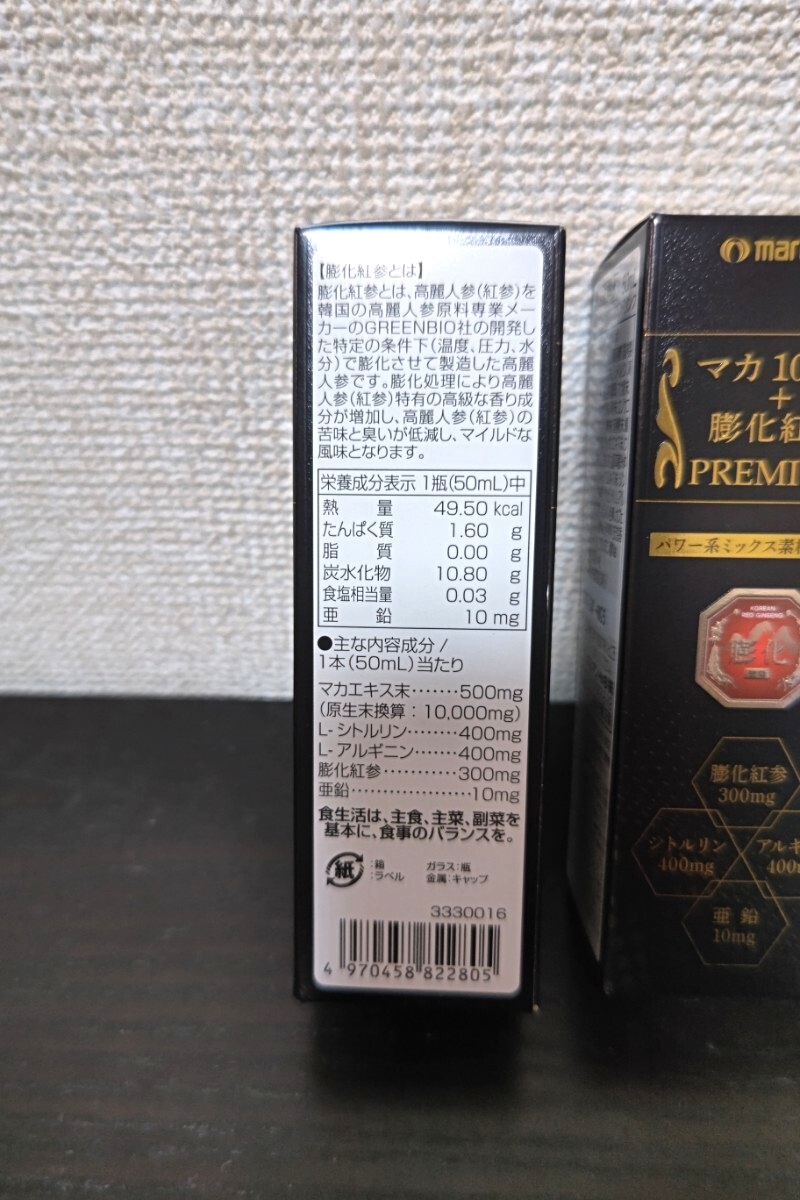 【膨化紅参とは】
膨化紅参とは、高麗人参(紅参)を
韓国の高麗人参原料専業メー
カーのGREENBIO社の開発し
た特定の条件下(温度、圧力、水
分)で膨化させて製造した高麗
人参です。膨化処理により高麗
人参(紅参)特有の高級な香り成
分が増加し、高麗人参(紅参)の
苦味と臭いが低減し、マイルドな
風味となります。
栄養成分表示 1瓶(50mL)中
熱 量 49.50 kcal
たんぱく質 1.60 g
脂 質 0.00 g
炭水化物 10.80 g
食塩相当量 0.03 g
亜 鉛 10 mg
●主な内容成分/
1本(50mL)当たり
マカエキス末‥‥‥500mg
(原生末換算:10,000mg)
L-シトルリン‥‥‥400mg
L-アルギニン‥‥‥400mg
膨化紅参‥‥‥‥300mg
亜鉛‥‥‥‥‥‥10mg
食生活は、主食、主菜、副菜を
基本に、食事のバランスを。
紙 :箱 ガラス:瓶
:ラベル 金属:キャップ
3330016
4 970458 822805
mar
マカ 10
+
膨化紅
PREMI
パワー系ミックス素
KOREAN
RED GINSENG
膨化
膨化紅参
300mg
シトルリン
400mg
アルギ
400m
亜 鉛
10mg